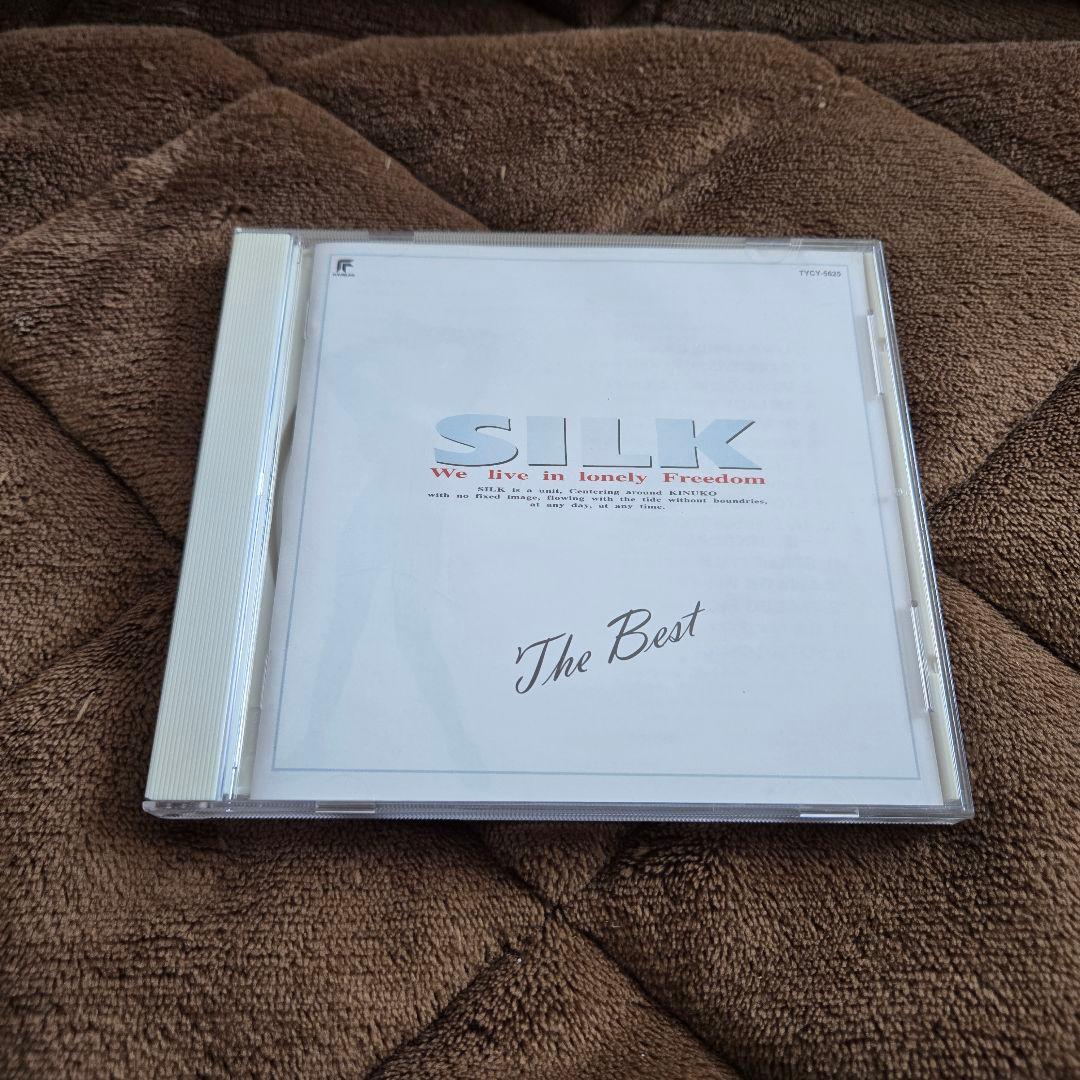 TYCY-5625
SILK
We live in lonely Freedom
SILK is a unit, Centering around KINUKO
with no fixed image, flowing with the tide without boundries,
at any day, ut any time.
The Best